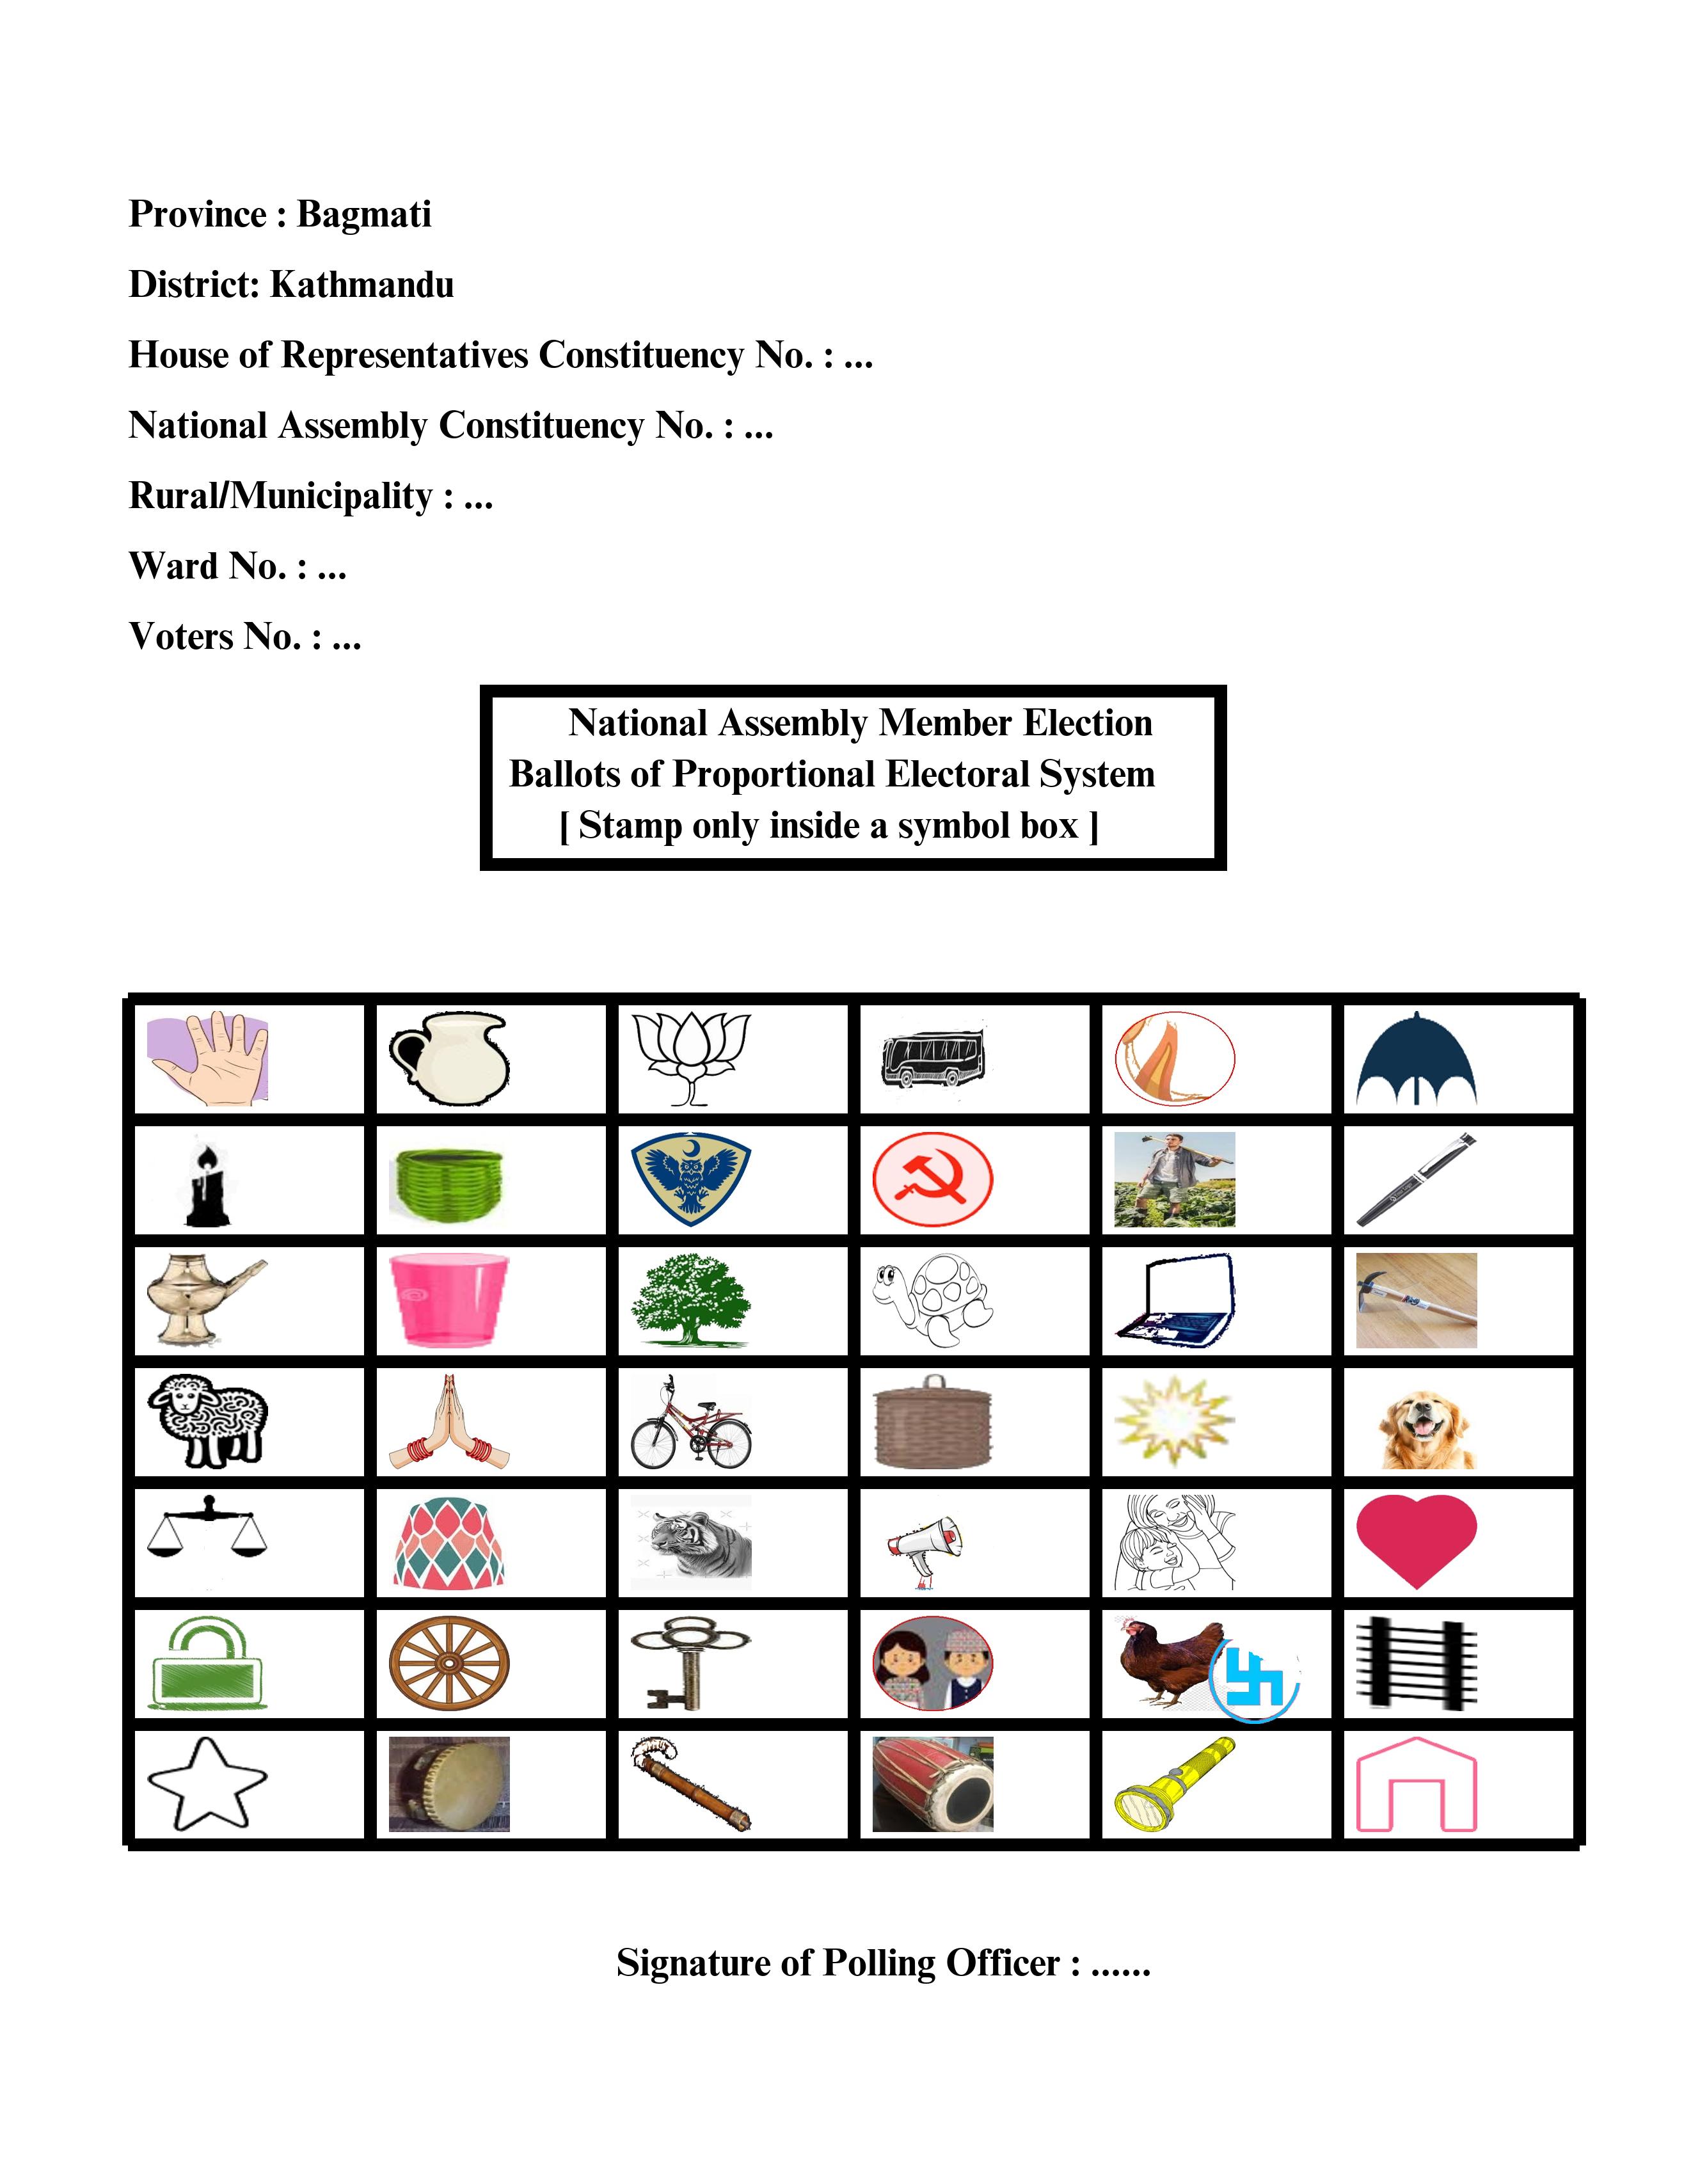 Province : Bagmati
District: Kathmandu
House of Representatives Constituency No. : ...
National Assembly Constituency No. : ...
Rural/Municipality : ...
Ward No. : ...
Voters No. : ...
National Assembly Member Election
Ballots of Proportional Electoral System
[ Stamp only inside a symbol box ]
Signature of Polling Officer : ......